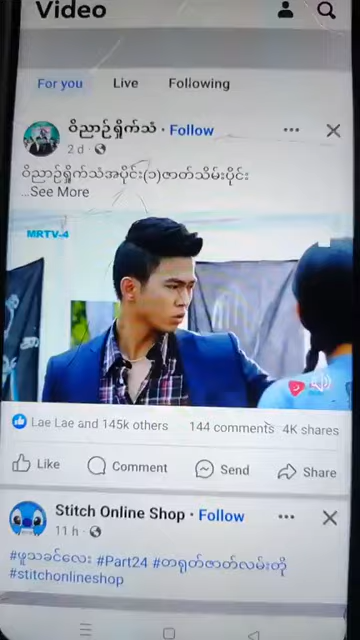 Video
For you Live Following
ဝိညာဉ်ရှိုက်သံ · Follow
2 d ·
ဝိညာဉ်ရှိုက်သံအပိုင်း(၁)ဇာတ်သိမ်းပိုင်း
...See More
MRTV-4
Lae Lae and 145k others 144 comments 4K shares
Like Comment Send Share
Stitch Online Shop · Follow
11 h ·
#ဖူသခင်လေး #Part24 #တရုတ်ဇာတ်လမ်းတို
#stitchonlineshop